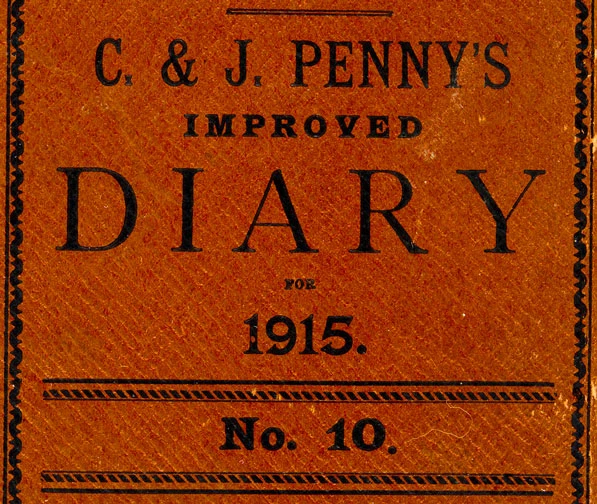 C. & J. PENNY'S
IMPROVED
DIARY
FOR
1915.
No. 10.